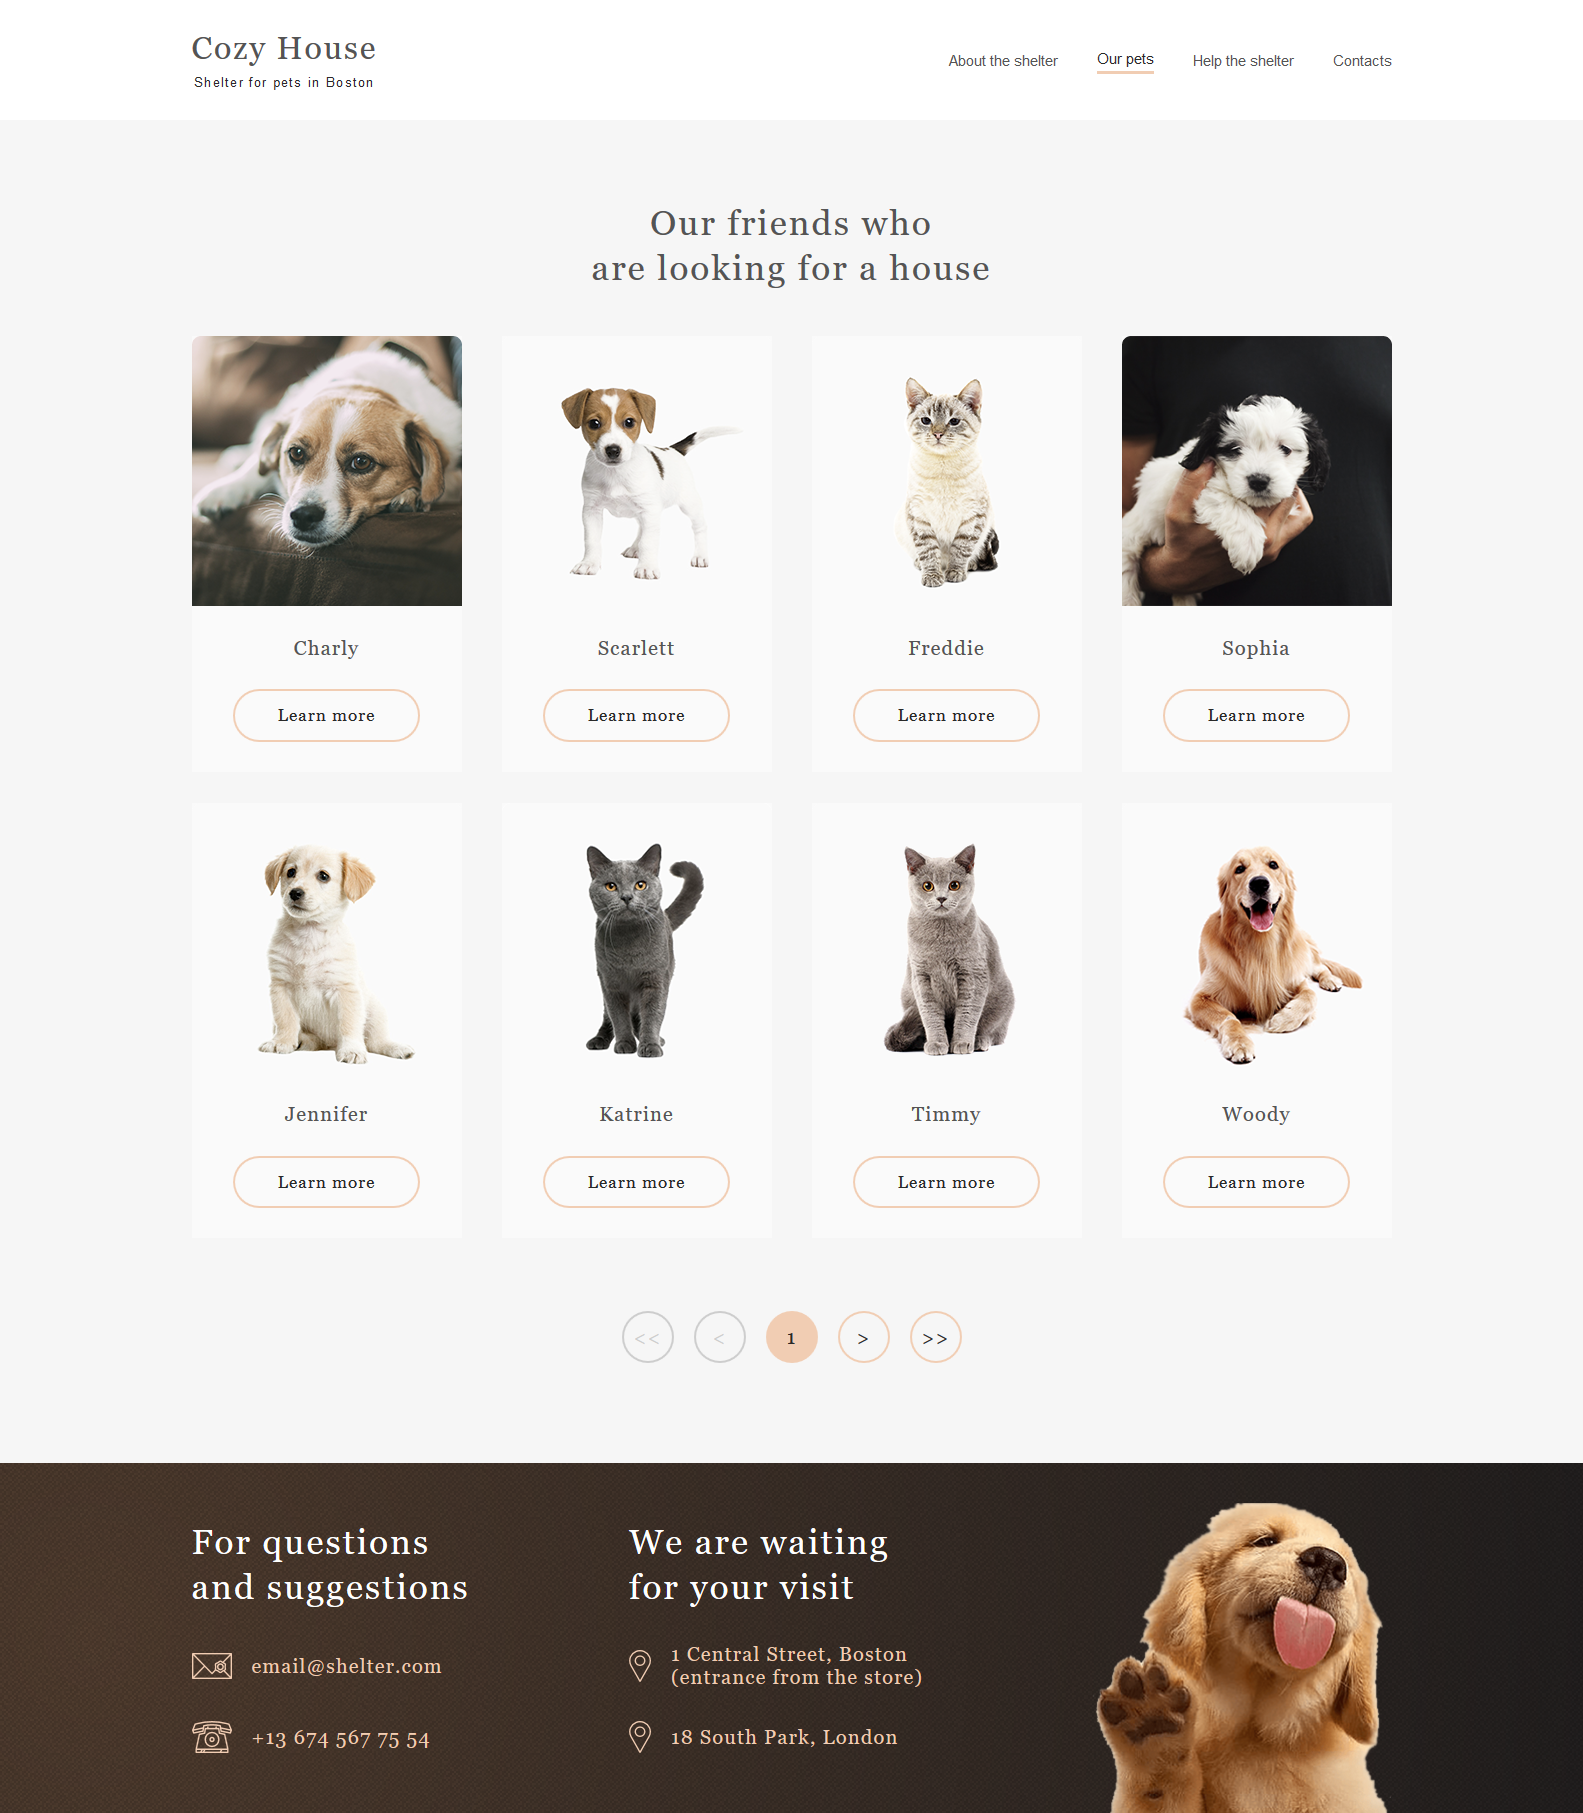 Cozy House
Shelter for pets in Boston
About the shelter
Our pets
Help the shelter
Contacts
Our friends who
are looking for a house
Charly
Scarlett
Freddie
Sophia
Learn more
Learn more
Learn more
Learn more
Jennifer
Katrine
Timmy
Woody
Learn more
Learn more
Learn more
Learn more
<<
<
1
>
>>
For questions
and suggestions
email@shelter.com
+13 674 567 75 54
We are waiting
for your visit
1 Central Street, Boston
(entrance from the store)
18 South Park, London